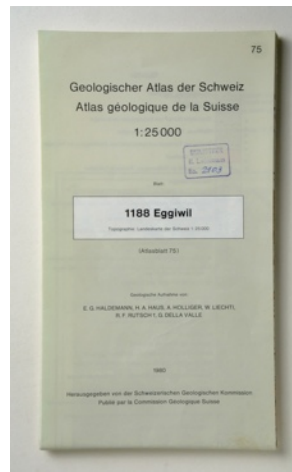 75
Geologischer Atlas der Schweiz
Atlas géologique de la Suisse
1:25 000
Blatt
1188 Eggiwil
Topographie: Landeskarte der Schweiz 1:25 000
(Atlasblatt 75)
Geologische Aufnahme von
E. G. HALDEMANN, H. A. HAUS, A. HOLLIGER, W. LIECHTI,
R. F. RUTSCH †, G. DELLA VALLE
1980
Herausgegeben von der Schweizerischen Geologischen Kommission
Publié par la Commission Géologique Suisse